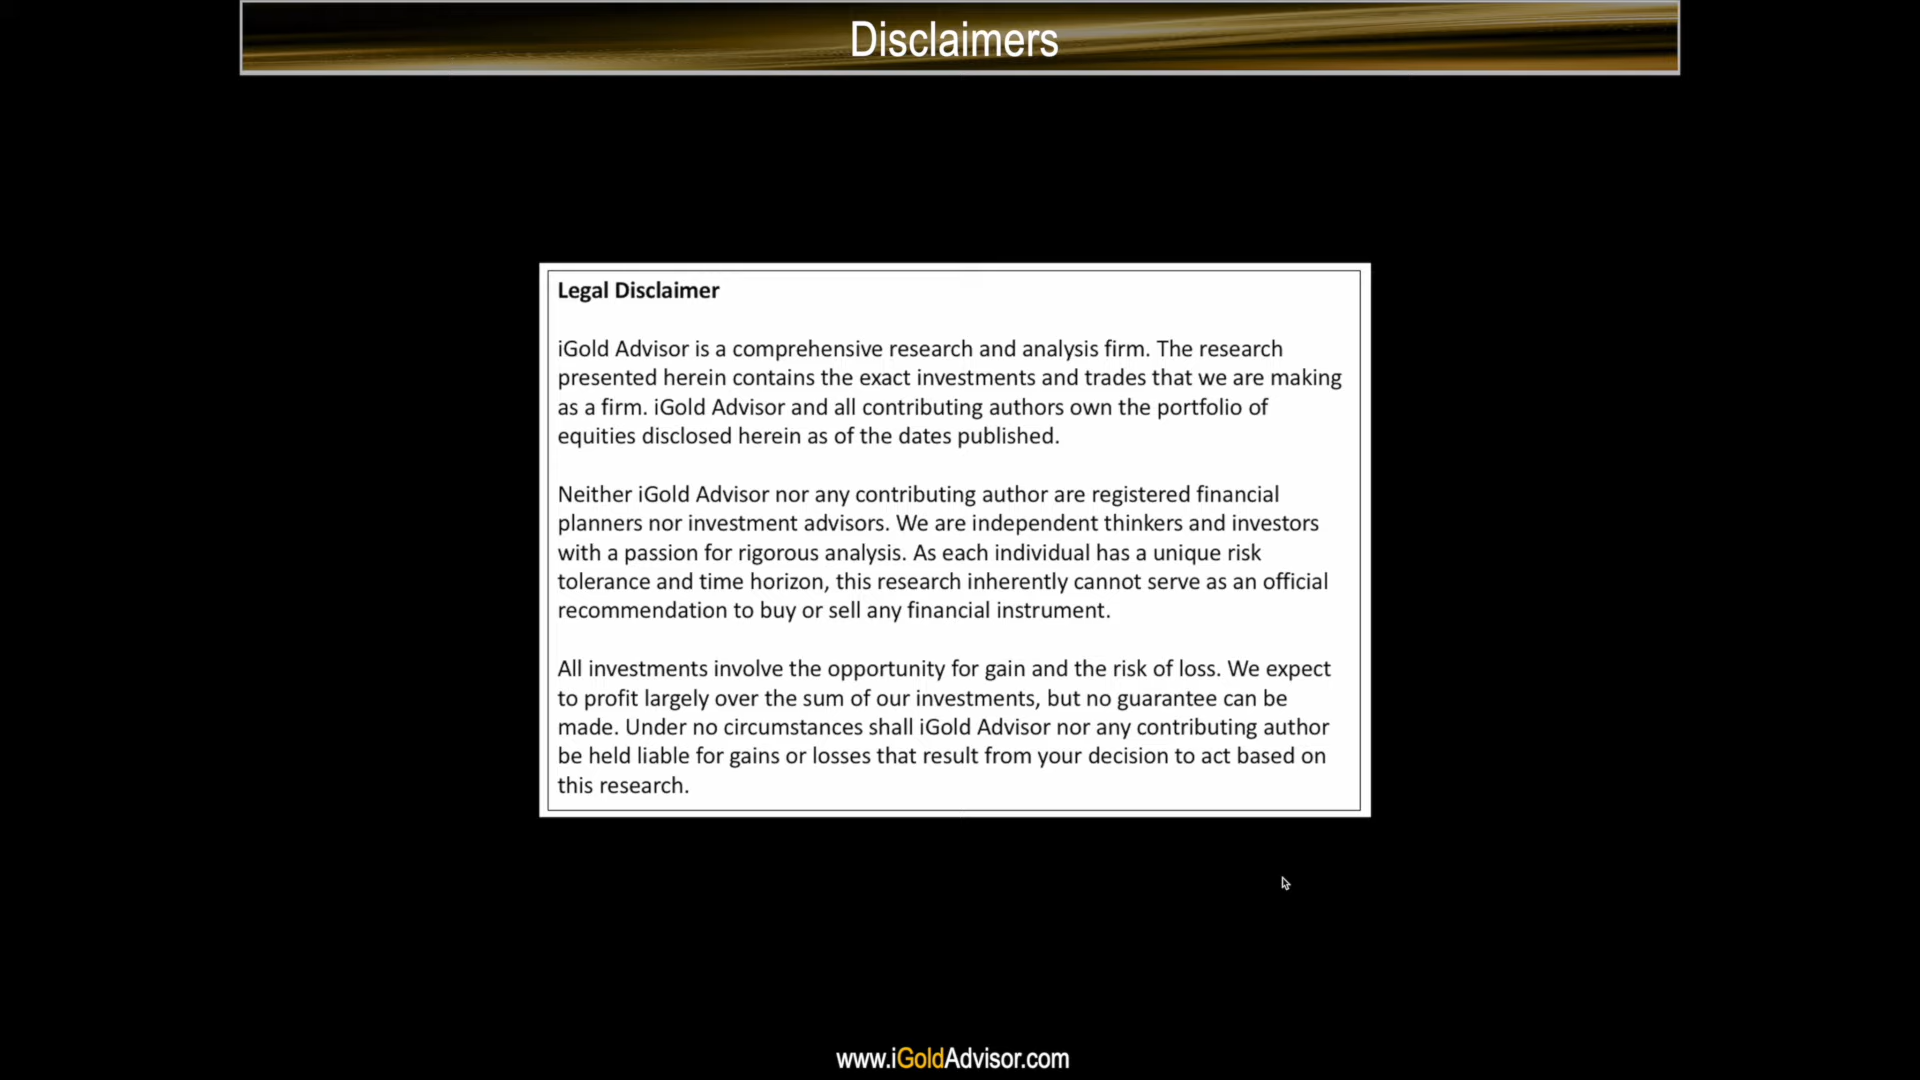 Disclaimers
Legal Disclaimer
iGold Advisor is a comprehensive research and analysis firm. The research
presented herein contains the exact investments and trades that we are making
as a firm. iGold Advisor and all contributing authors own the portfolio of
equities disclosed herein as of the dates published.
Neither iGold Advisor nor any contributing author are registered financial
planners nor investment advisors. We are independent thinkers and investors
with a passion for rigorous analysis. As each individual has a unique risk
tolerance and time horizon, this research inherently cannot serve as an official
recommendation to buy or sell any financial instrument.
All investments involve the opportunity for gain and the risk of loss. We expect
to profit largely over the sum of our investments, but no guarantee can be
made. Under no circumstances shall iGold Advisor nor any contributing author
be held liable for gains or losses that result from your decision to act based on
this research.
www.iGoldAdvisor.com